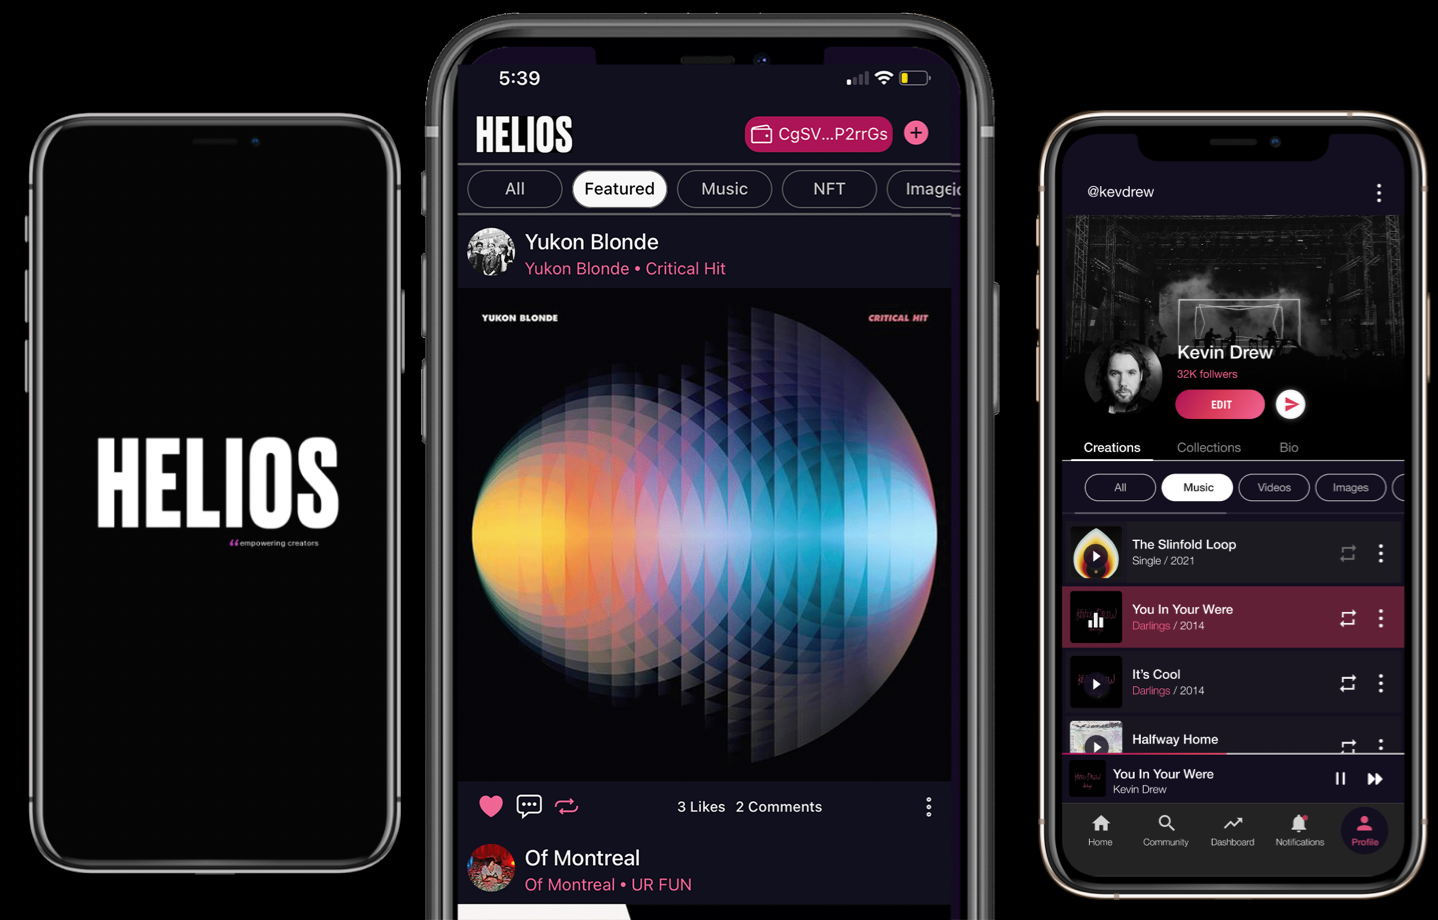 HELIOS
empowering creators
5:39
HELIOS
CgSV...P2rrGs
All
Featured
Music
NFT
Yukon Blonde
Yukon Blonde • Critical Hit
YUKON BLONDE
CRITICAL HIT
3 Likes 2 Comments
Of Montreal
Of Montreal • UR FUN
@kevdrew
Kevin Drew
32K follwers
EDIT
Creations
Collections
Bio
All
Music
Videos
Images
The Slinfold Loop
Single / 2021
You In Your Were
Darlings / 2014
It's Cool
Darlings / 2014
Halfway Home
You In Your Were
Kevin Drew
Home
Community
Dashboard
Notifications
Profile